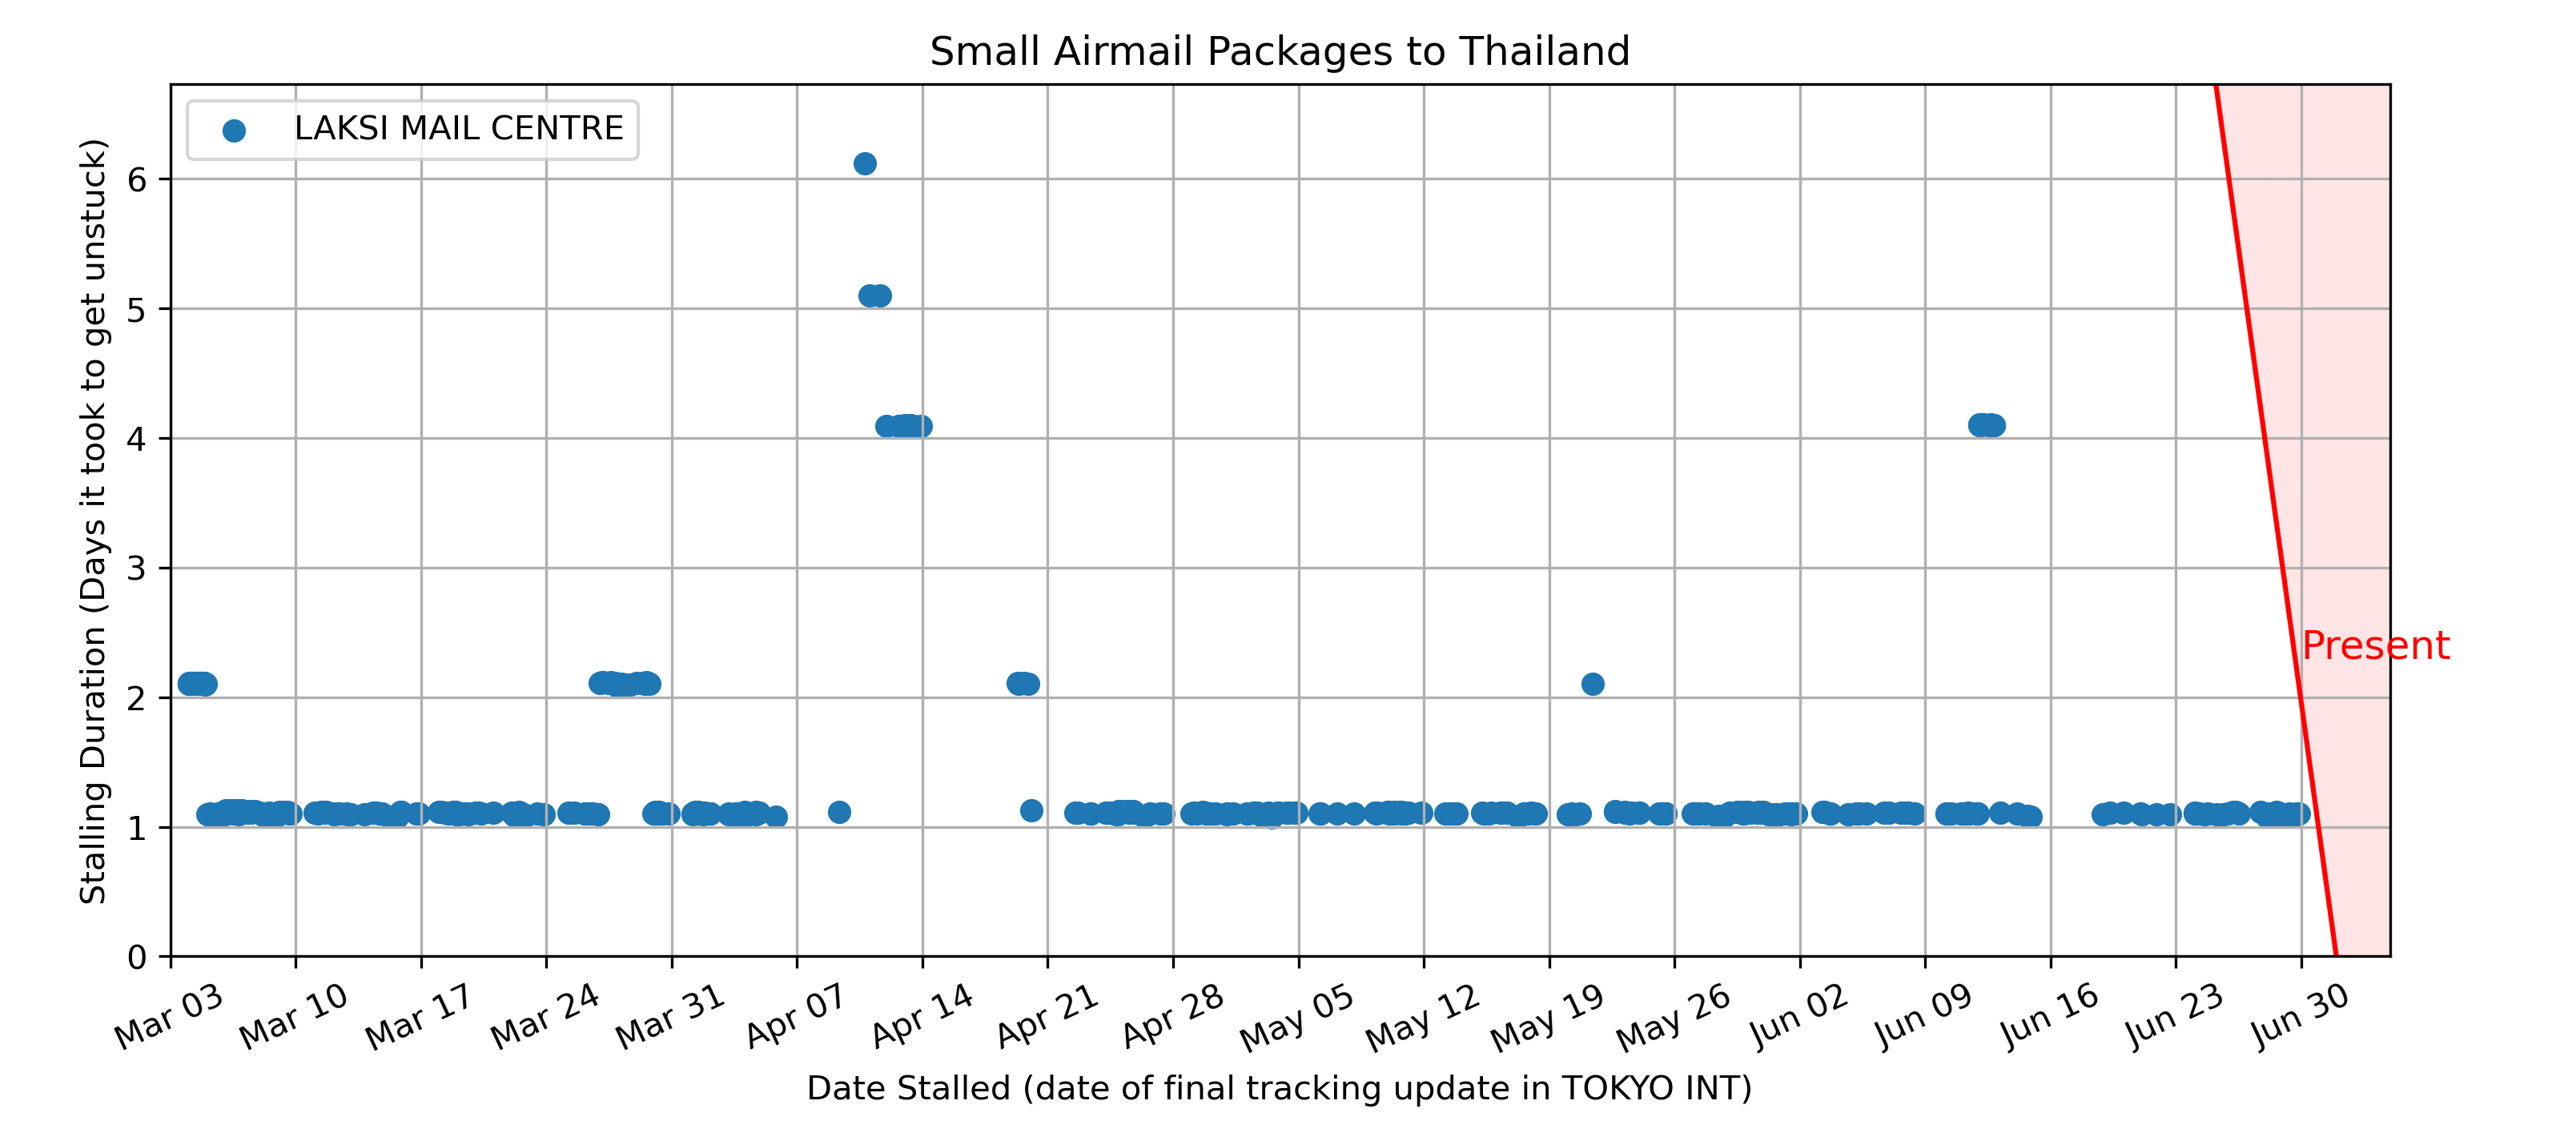 Small Airmail Packages to Thailand
LAKSI MAIL CENTRE
Stalling Duration (Days it took to get unstuck)
6
5
4
3
2
1
0
Present
Mar 03
Mar 10
Mar 17
Mar 24
Mar 31
Apr 07
Apr 14
Apr 21
Apr 28
May 05
May 12
May 19
May 26
Jun 02
Jun 09
Jun 16
Jun 23
Jun 30
Date Stalled (date of final tracking update in TOKYO INT)